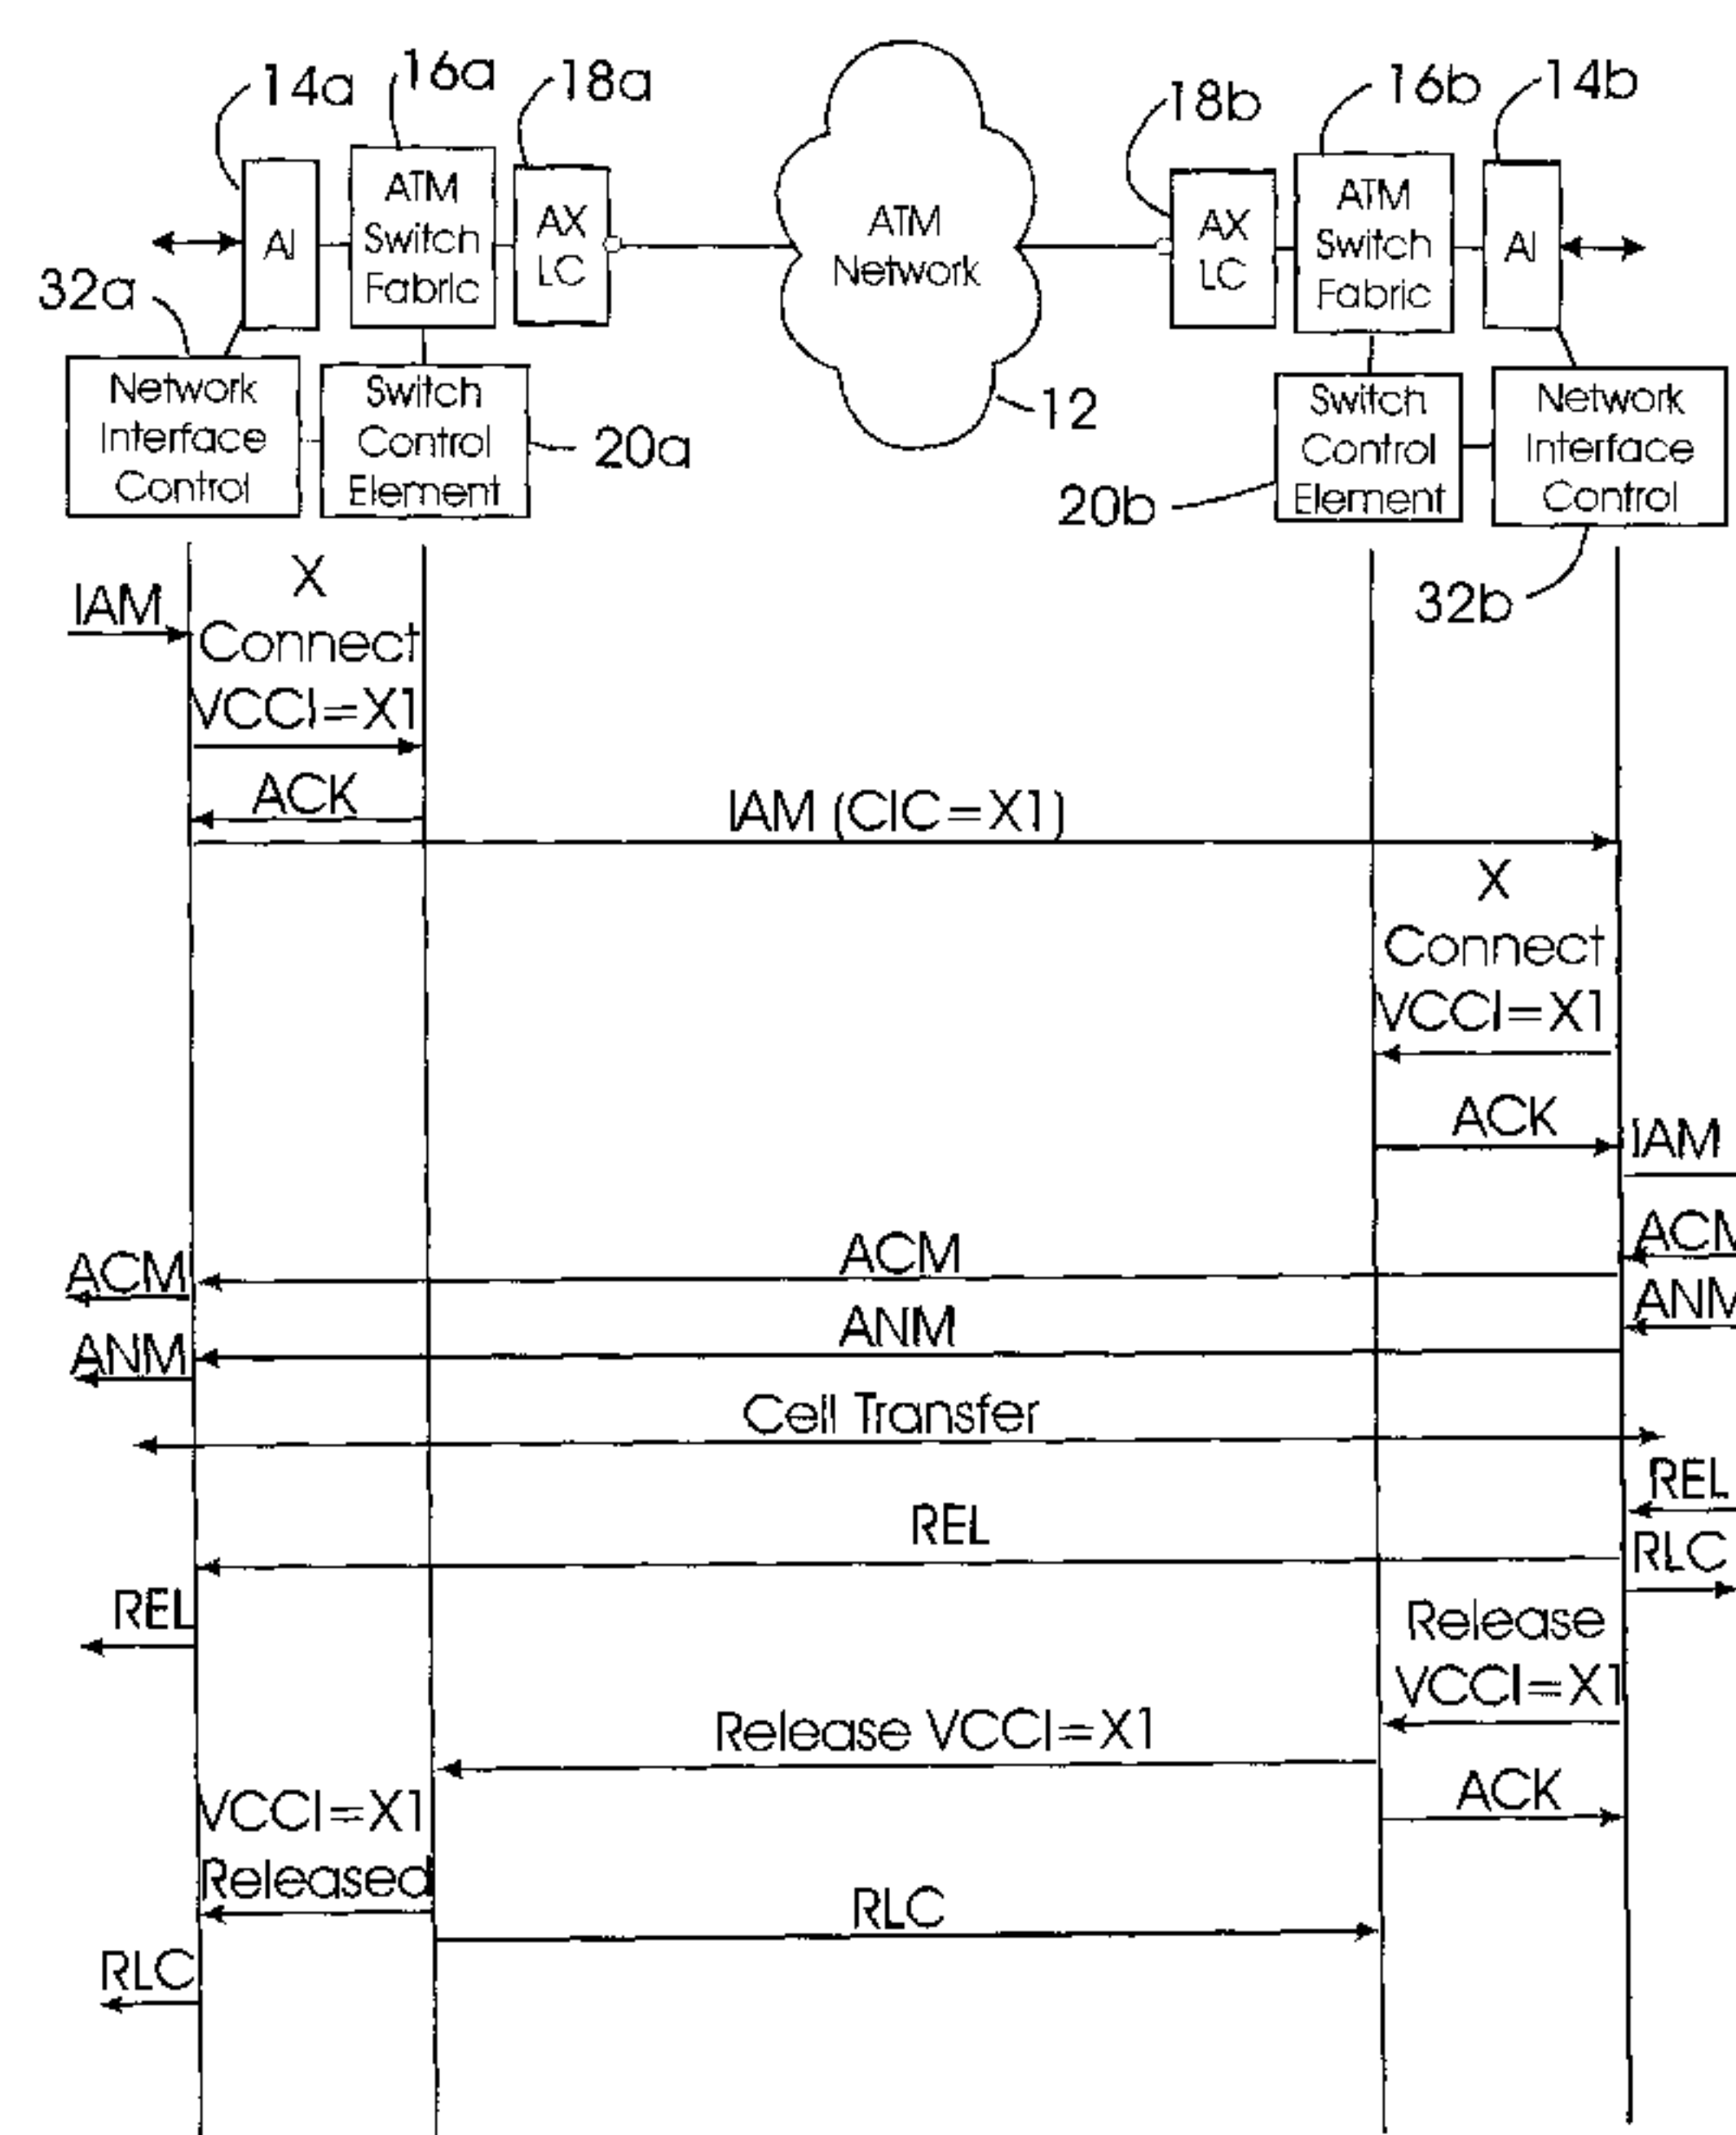 14a
16a
18a
18b
16b
14b
AI
ATM
Switch
Fabric
AX
LC
ATM
Network
AX
LC
ATM
Switch
Fabric
AI
32a
Network
Interface
Control
Switch
Control
Element
20a
12
20b
Switch
Control
Element
Network
Interface
Control
32b
IAM
X
Connect
VCCI=X1
ACK
IAM (CIC=X1)
X
Connect
VCCI=X1
ACK
IAM
ACM
ACM
ACM
ANM
ANM
ANM
Cell Transfer
REL
REL
RLC
REL
Release
VCCI=X1
Release VCCI=X1
ACK
VCCI=X1
Released
RLC
RLC